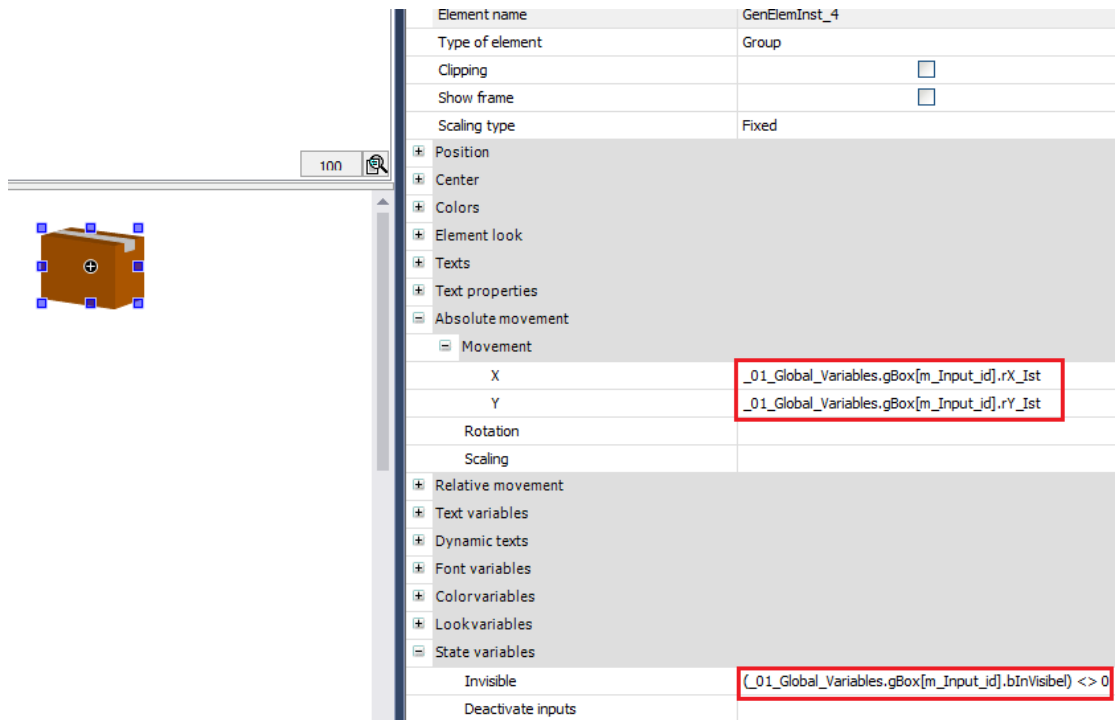 Element name GenElemInst_4
Type of element Group
Clipping
Show frame
Scaling type Fixed
100
Position
Center
Colors
Element look
Texts
Text properties
Absolute movement
Movement
X _01_Global_Variables.gBox[m_Input_id].rX_Ist
Y _01_Global_Variables.gBox[m_Input_id].rY_Ist
Rotation
Scaling
Relative movement
Text variables
Dynamic texts
Font variables
Colorvariables
Lookvariables
State variables
Invisible (_01_Global_Variables.gBox[m_Input_id].bInVisibel) <> 0
Deactivate inputs